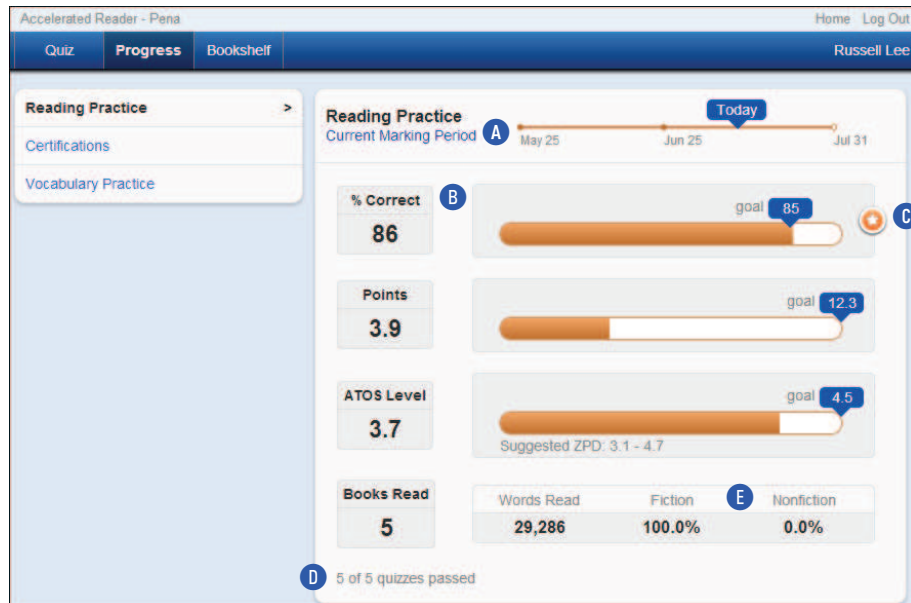 Accelerated Reader - Pena
Home Log Out
Quiz Progress Bookshelf
Russell Lee
Reading Practice >
Certifications
Vocabulary Practice
Reading Practice
Current Marking Period
A
Today
May 25 Jun 25 Jul 31
% Correct
86
B
goal 85
C
Points
3.9
goal 12.3
ATOS Level
3.7
goal 4.5
Suggested ZPD: 3.1 - 4.7
Books Read
5
Words Read Fiction E Nonfiction
29,286 100.0% 0.0%
D 5 of 5 quizzes passed